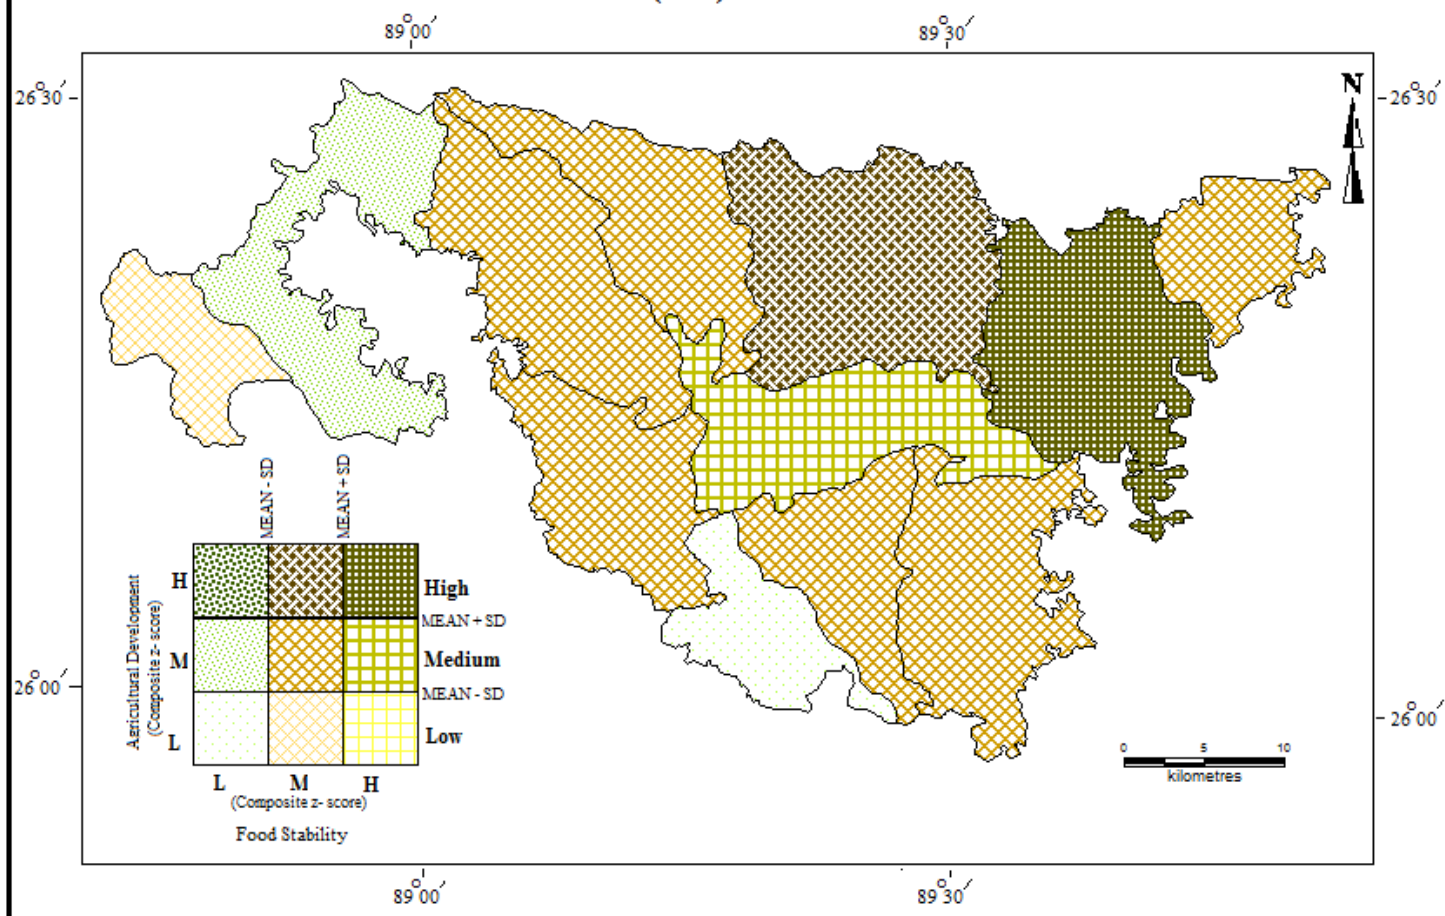 89°00′
89°30′
26°30′
26°30′
N
MEAN - SD
MEAN + SD
Agricultural Development
(Composite z- score)
H
High
MEAN + SD
M
Medium
MEAN - SD
L
Low
L
M
H
(Composite z- score)
Food Stability
26°00′
26°00′
0
5
10
kilometres
89°00′
89°30′